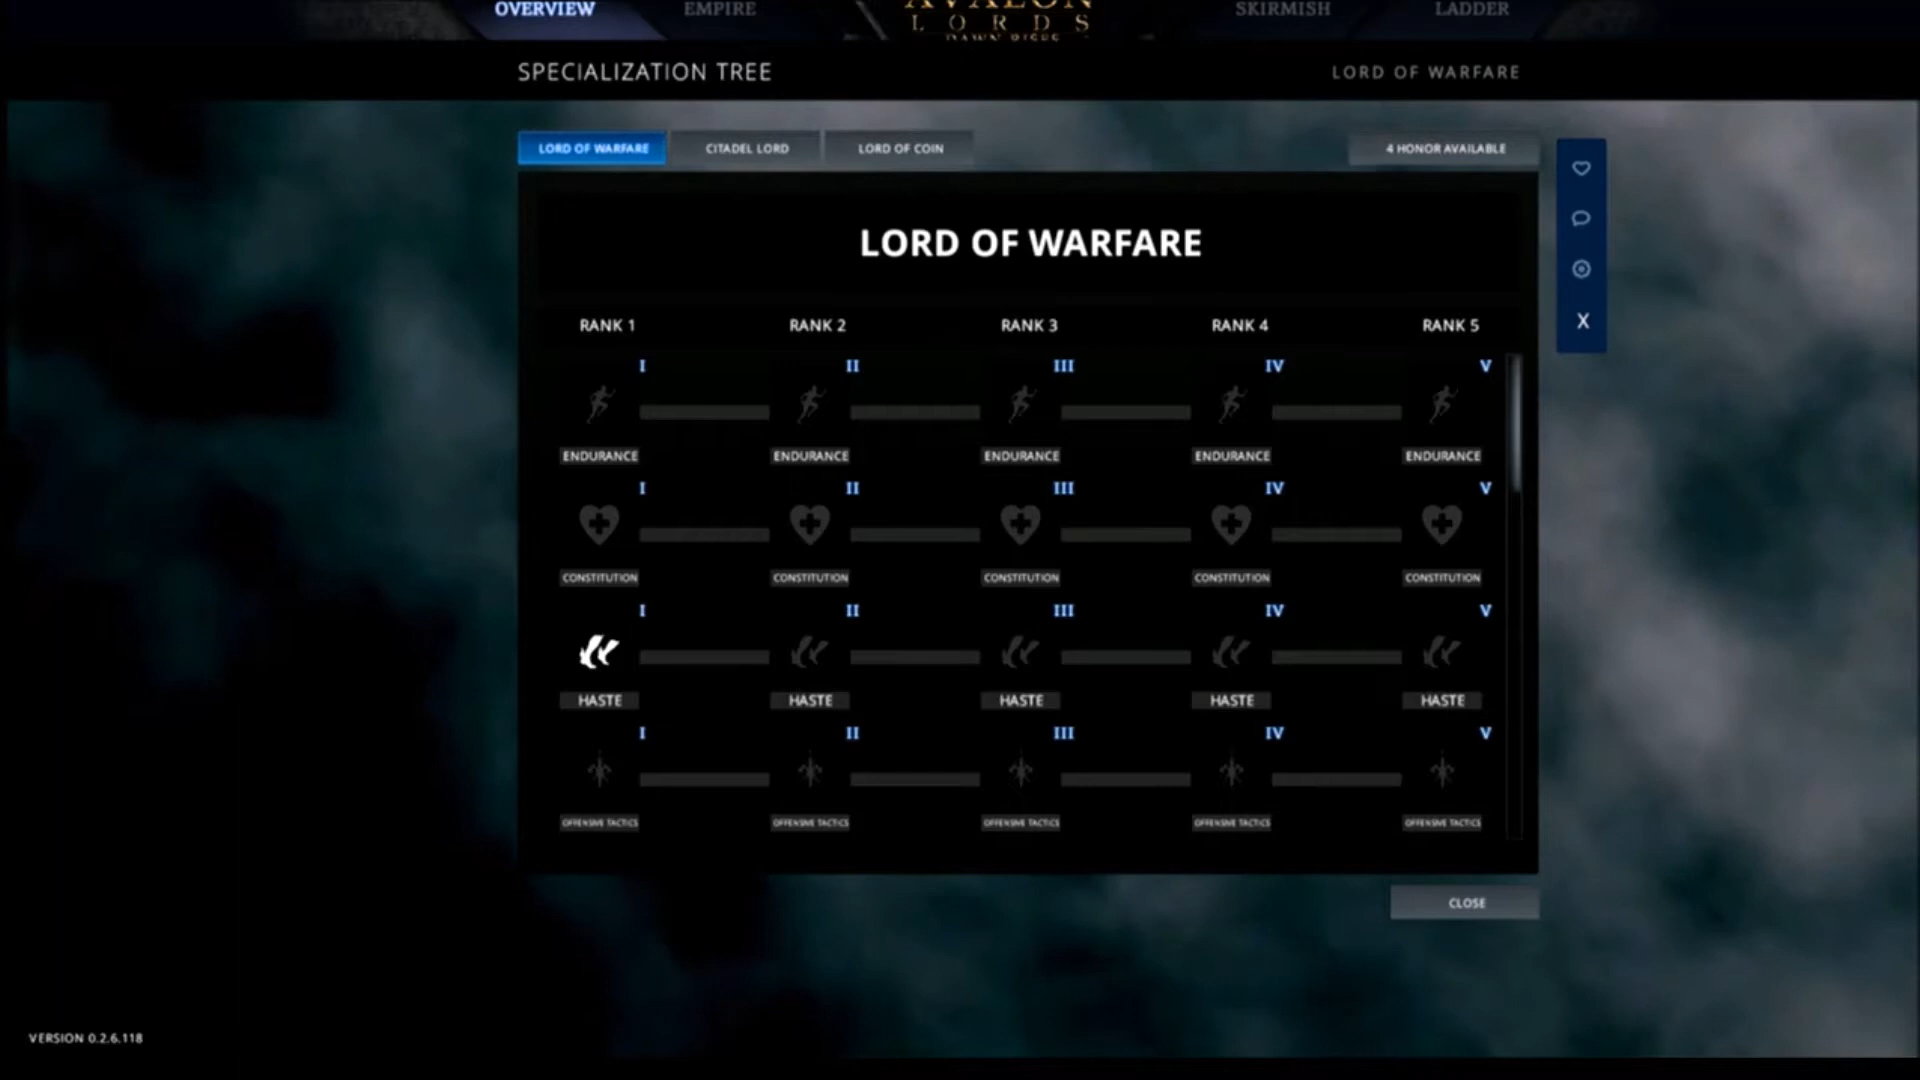 OVERVIEW
EMPIRE
AVALON
LORDS
DAWN RISES
SKIRMISH
LADDER
SPECIALIZATION TREE
LORD OF WARFARE
LORD OF WARFARE
CITADEL LORD
LORD OF COIN
4 HONOR AVAILABLE
LORD OF WARFARE
X
RANK 1 RANK 2 RANK 3 RANK 4 RANK 5
I II III IV V
ENDURANCE ENDURANCE ENDURANCE ENDURANCE ENDURANCE
I II III IV V
CONSTITUTION CONSTITUTION CONSTITUTION CONSTITUTION CONSTITUTION
I II III IV V
HASTE HASTE HASTE HASTE HASTE
I II III IV V
OFFENSIVE TACTICS OFFENSIVE TACTICS OFFENSIVE TACTICS OFFENSIVE TACTICS OFFENSIVE TACTICS
CLOSE
VERSION 0.2.6.118